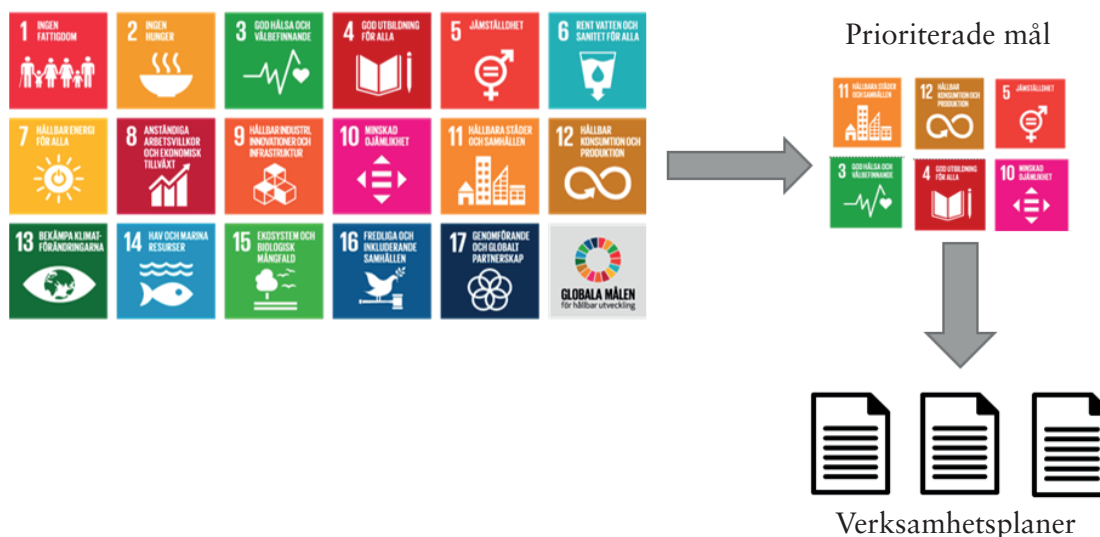 1 INGEN
FATTIGDOM
2 INGEN
HUNGER
3 GOD HÄLSA OCH
VÄLBEFINNANDE
4 GOD UTBILDNING
FÖR ALLA
5 JÄMSTÄLLDHET
6 RENT VATTEN OCH
SANITET FÖR ALLA
7 HÅLLBAR ENERGI
FÖR ALLA
8 ANSTÄNDIGA
ARBETSVILLKOR
OCH EKONOMISK
TILLVÄXT
9 HÅLLBAR INDUSTRI,
INNOVATIONER OCH
INFRASTRUKTUR
10 MINSKAD
OJÄMLIKHET
11 HÅLLBARA STÄDER
OCH SAMHÄLLEN
12 HÅLLBAR
KONSUMTION OCH
PRODUKTION
13 BEKÄMPA KLIMAT-
FÖRÄNDRINGARNA
14 HAV OCH MARINA
RESURSER
15 EKOSYSTEM OCH
BIOLOGISK
MÅNGFALD
16 FREDLIGA OCH
INKLUDERANDE
SAMHÄLLEN
17 GENOMFÖRANDE
OCH GLOBALT
PARTNERSKAP
GLOBALA MÅLEN
för hållbar utveckling
Prioriterade mål
11 HÅLLBARA STÄDER
OCH SAMHÄLLEN
12 HÅLLBAR
KONSUMTION OCH
PRODUKTION
5 JÄMSTÄLLDHET
3 GOD HÄLSA OCH
VÄLBEFINNANDE
4 GOD UTBILDNING
FÖR ALLA
10 MINSKAD
OJÄMLIKHET
Verksamhetsplaner